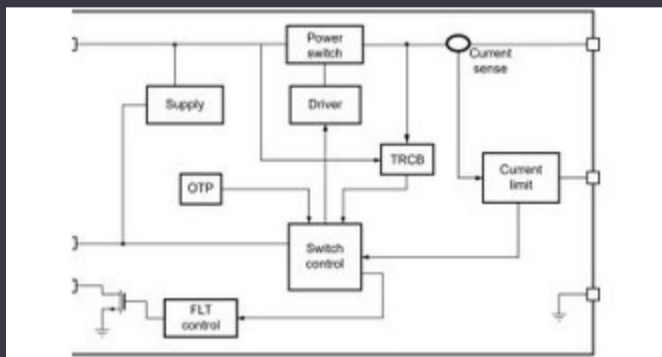 Power
switch
Current
sense
Supply
Driver
TRCB
Current
limit
OTP
Switch
control
FLT
control